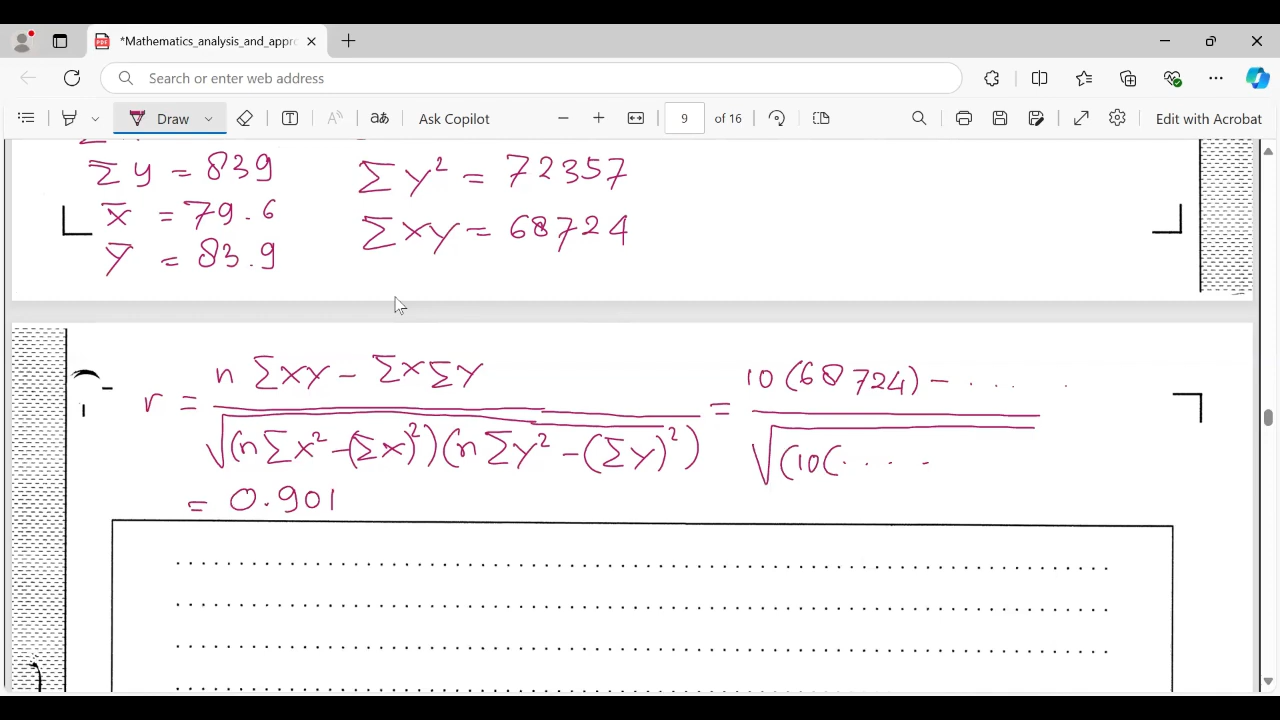 *Mathematics_analysis_and_appr
Search or enter web address
Draw
Ask Copilot
9 of 16
Edit with Acrobat
Σy = 839
Σy² = 72357
x̄ = 79.6
Σxy = 68724
ȳ = 83.9
r = (nΣxy − ΣxΣy) / √((nΣx² − (Σx)²)(nΣy² − (Σy)²)) = (10(68724) − . . . . .) / √((10(. . . . .
= 0.901